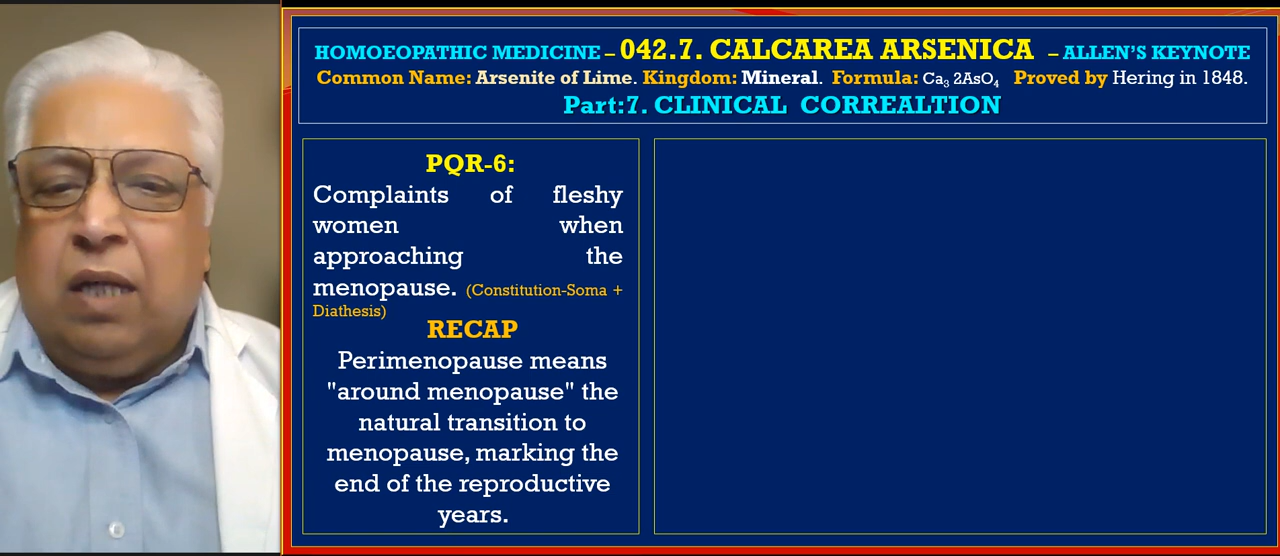 HOMOEOPATHIC MEDICINE – 042.7. CALCAREA ARSENICA – ALLEN'S KEYNOTE
Common Name: Arsenite of Lime. Kingdom: Mineral. Formula: Ca3 2AsO4 Proved by Hering in 1848.
Part:7. CLINICAL CORREALTION
PQR-6:
Complaints of fleshy
women when
approaching the
menopause. (Constitution-Soma +
Diathesis)
RECAP
Perimenopause means
"around menopause" the
natural transition to
menopause, marking the
end of the reproductive
years.